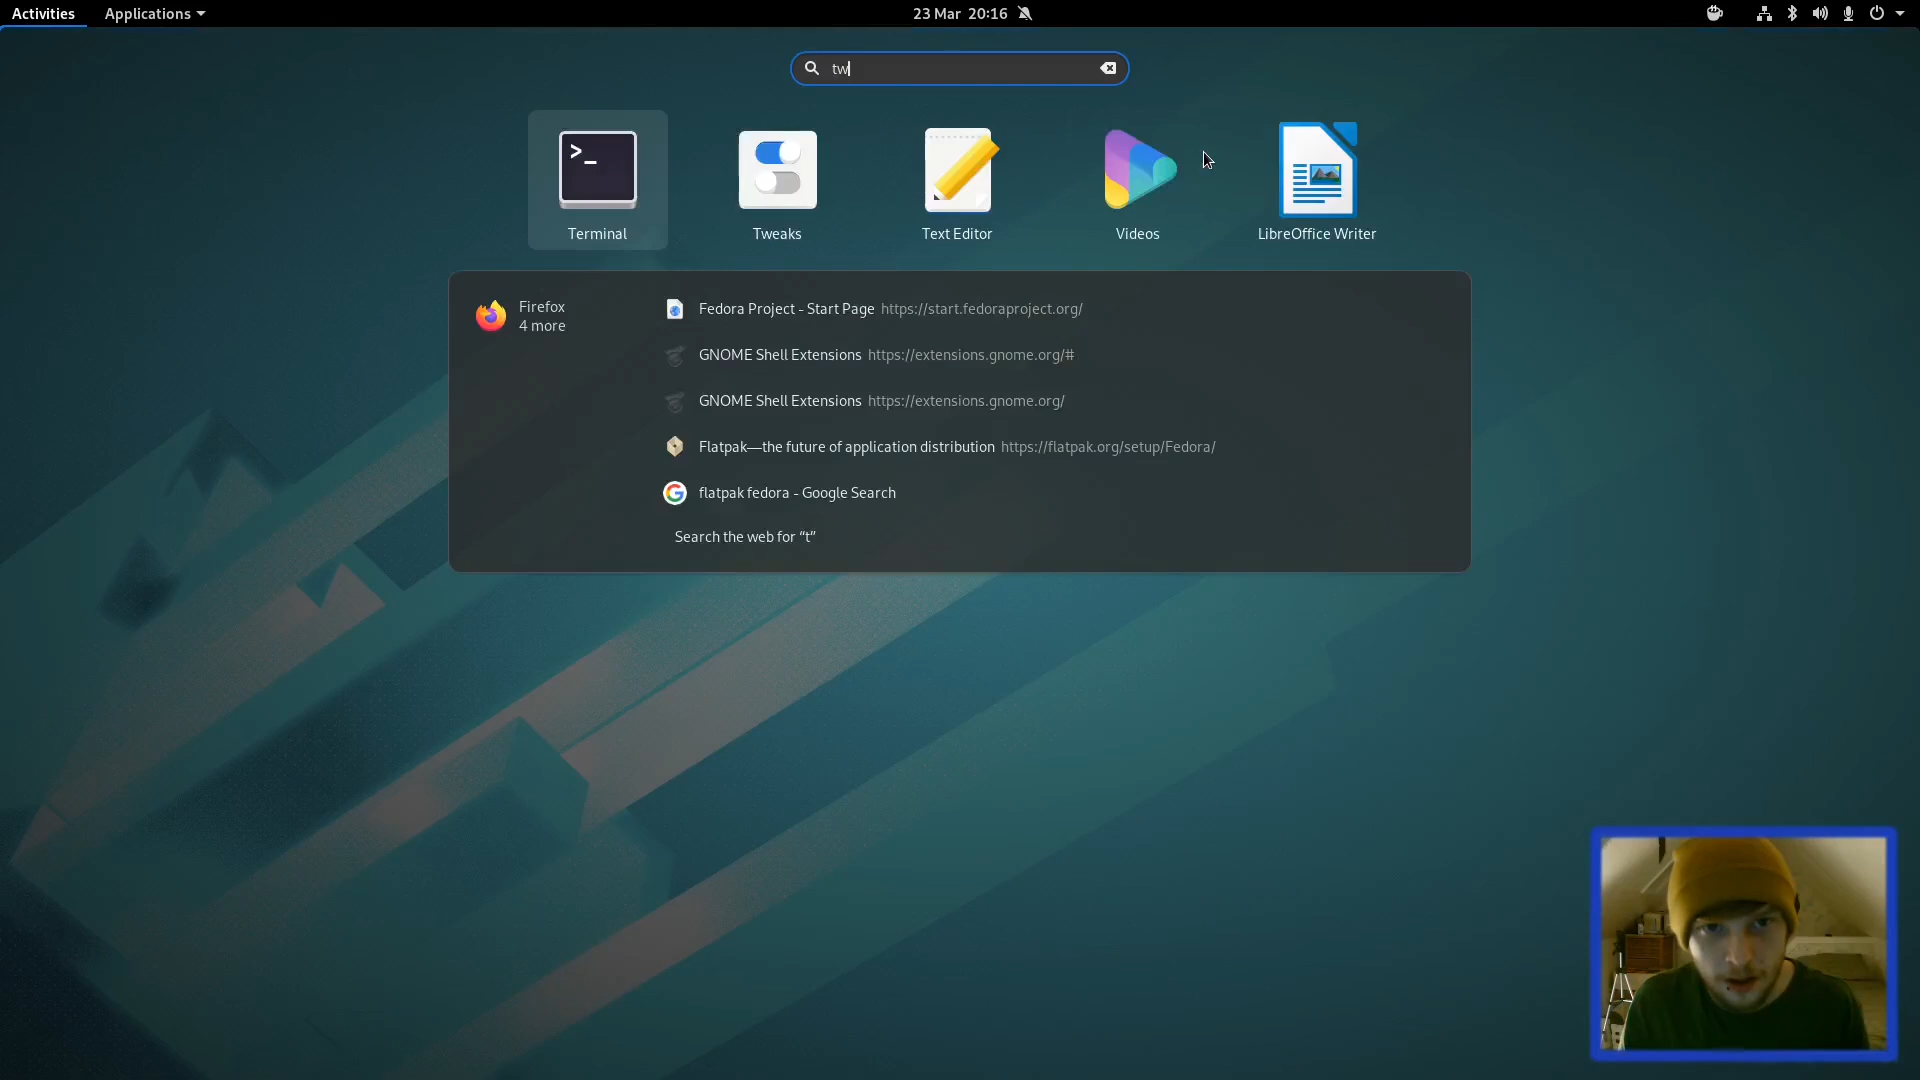 Activities Applications 23 Mar 20:16
tw
>_
Terminal Tweaks Text Editor Videos LibreOffice Writer
Firefox
4 more
Fedora Project - Start Page https://start.fedoraproject.org/
GNOME Shell Extensions https://extensions.gnome.org/#
GNOME Shell Extensions https://extensions.gnome.org/
Flatpak—the future of application distribution https://flatpak.org/setup/Fedora/
flatpak fedora - Google Search
Search the web for “t”